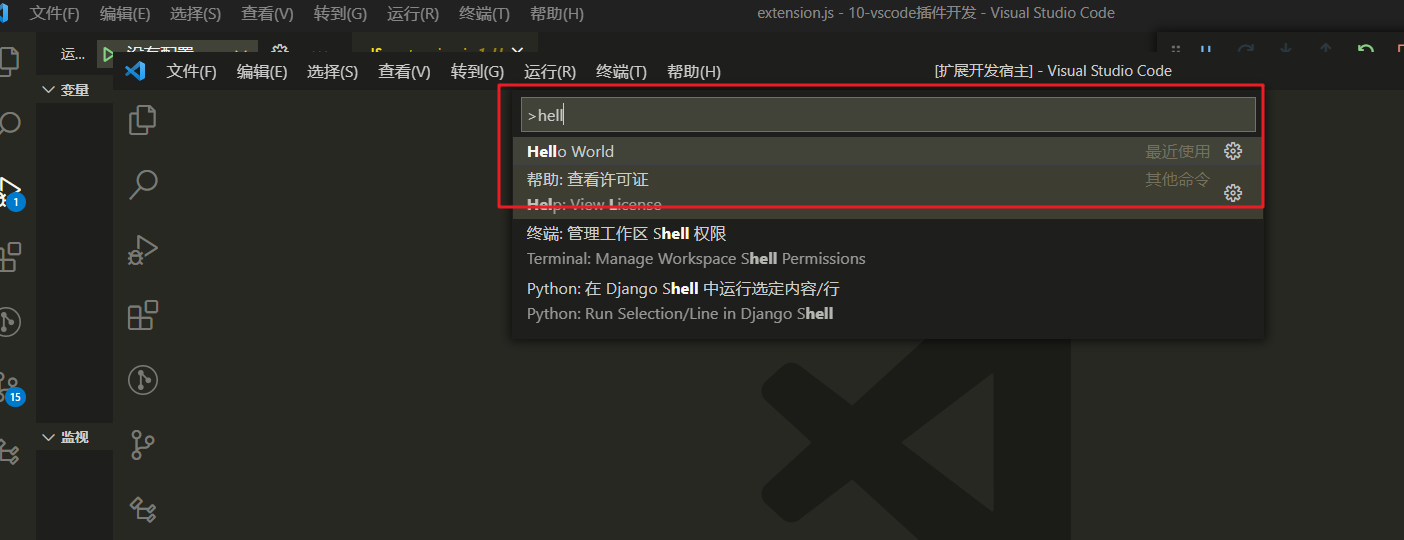 文件(F) 编辑(E) 选择(S) 查看(V) 转到(G) 运行(R) 终端(T) 帮助(H) extension.js - 10-vscode插件开发 - Visual Studio Code
运... 没有配置
文件(F) 编辑(E) 选择(S) 查看(V) 转到(G) 运行(R) 终端(T) 帮助(H) [扩展开发宿主] - Visual Studio Code
变量
>hell
Hello World 最近使用
帮助: 查看许可证 其他命令
Help: View License
1
终端: 管理工作区 Shell 权限
Terminal: Manage Workspace Shell Permissions
Python: 在 Django Shell 中运行选定内容/行
Python: Run Selection/Line in Django Shell
15
监视